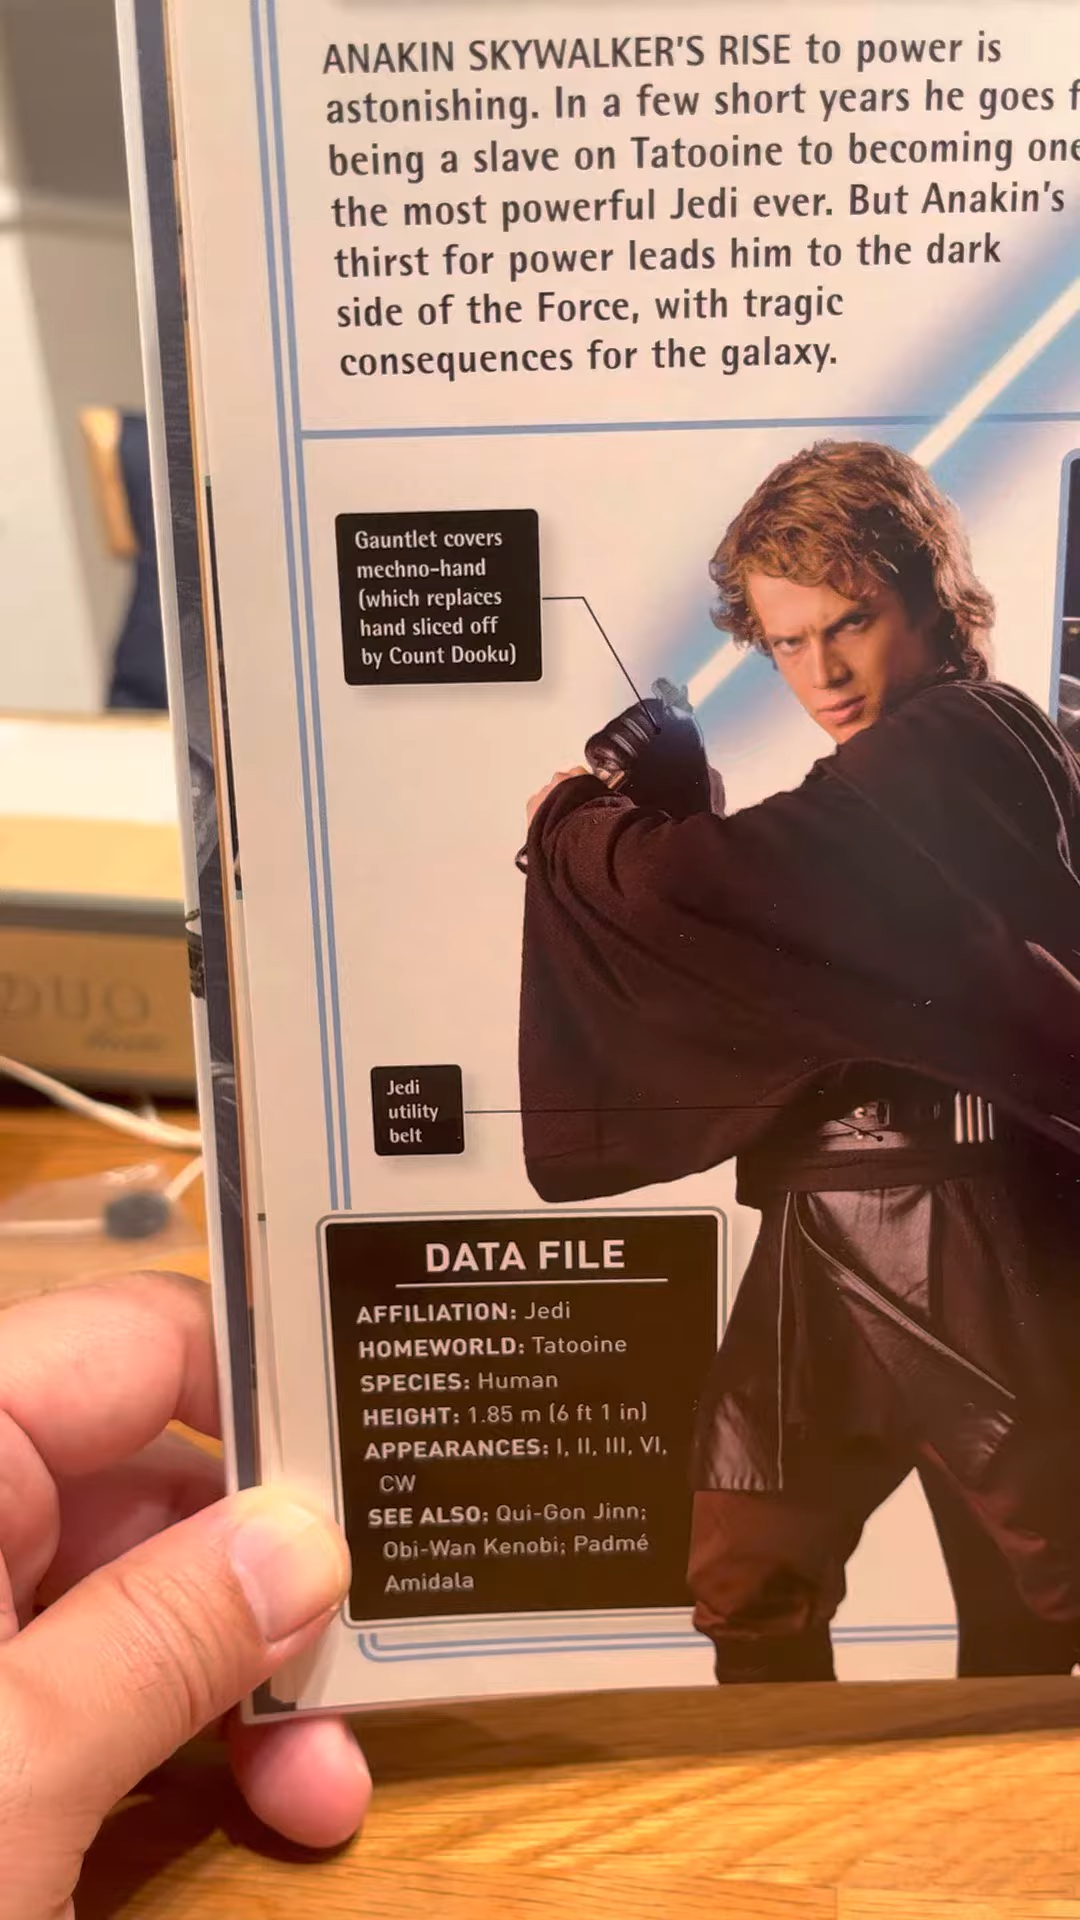 ANAKIN SKYWALKER'S RISE to power is
astonishing. In a few short years he goes f
being a slave on Tatooine to becoming one
the most powerful Jedi ever. But Anakin's
thirst for power leads him to the dark
side of the Force, with tragic
consequences for the galaxy.
Gauntlet covers
mechno-hand
(which replaces
hand sliced off
by Count Dooku)
Jedi
utility
belt
DUO
DATA FILE
AFFILIATION: Jedi
HOMEWORLD: Tatooine
SPECIES: Human
HEIGHT: 1.85 m (6 ft 1 in)
APPEARANCES: I, II, III, VI,
CW
SEE ALSO: Qui-Gon Jinn;
Obi-Wan Kenobi; Padmé
Amidala